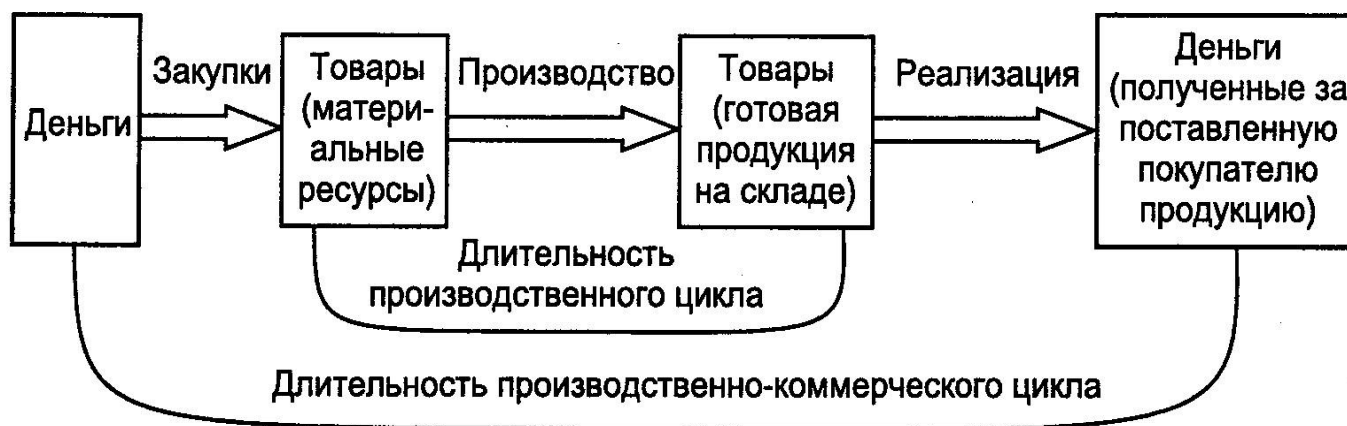 Деньги
Закупки
Товары
(матери-
альные
ресурсы)
Производство
Товары
(готовая
продукция
на складе)
Реализация
Деньги
(полученные за
поставленную
покупателю
продукцию)
Длительность
производственного цикла
Длительность производственно-коммерческого цикла